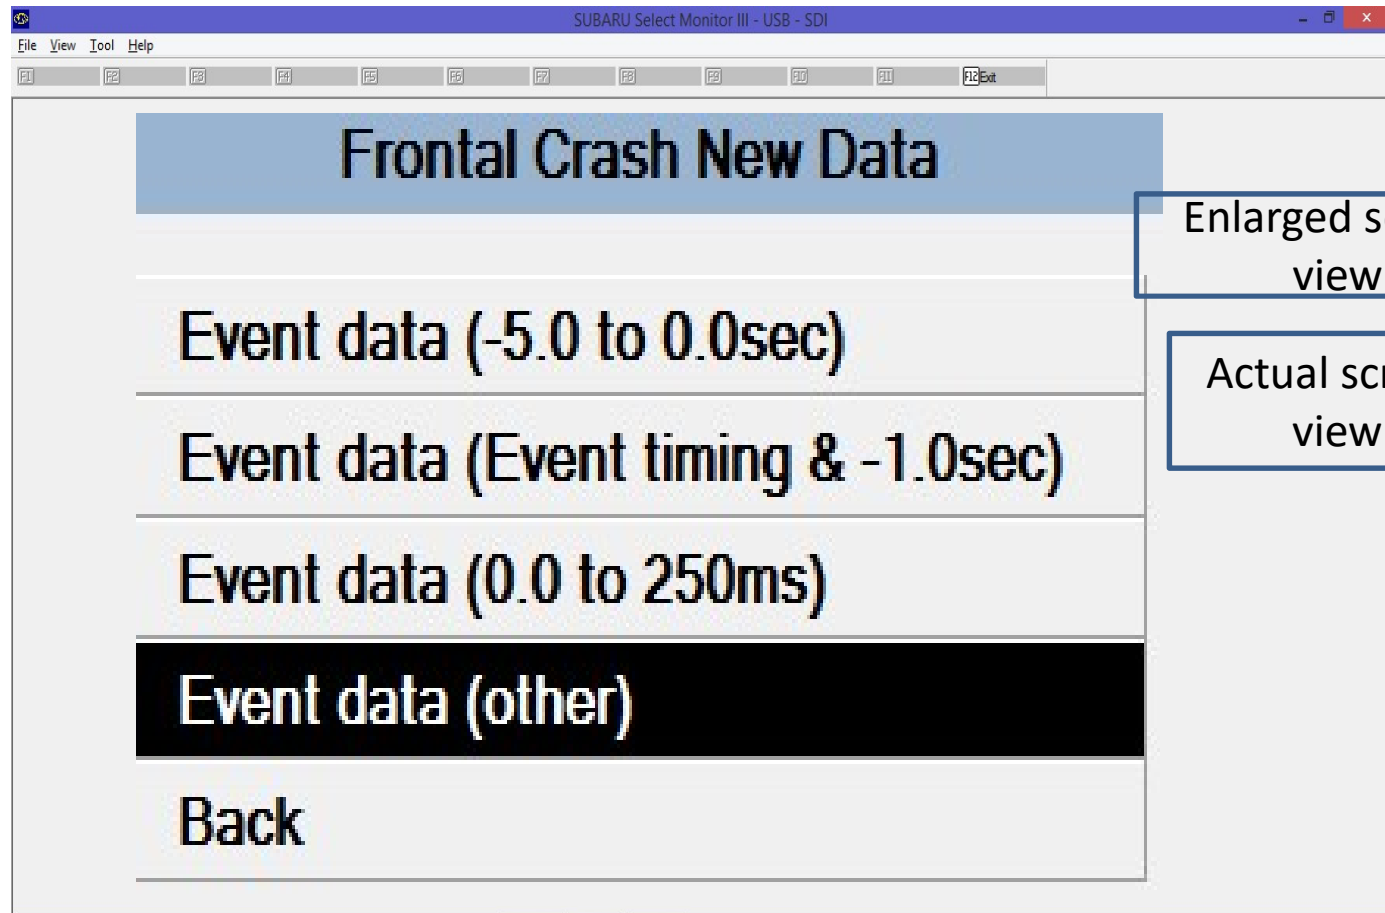 SUBARU Select Monitor III - USB - SDI
File View Tool Help
F1 F2 F3 F4 F5 F6 F7 F8 F9 F10 F11 F12 Exit
Frontal Crash New Data
Enlarged s
view
Event data (-5.0 to 0.0sec)
Actual scr
view
Event data (Event timing & -1.0sec)
Event data (0.0 to 250ms)
Event data (other)
Back